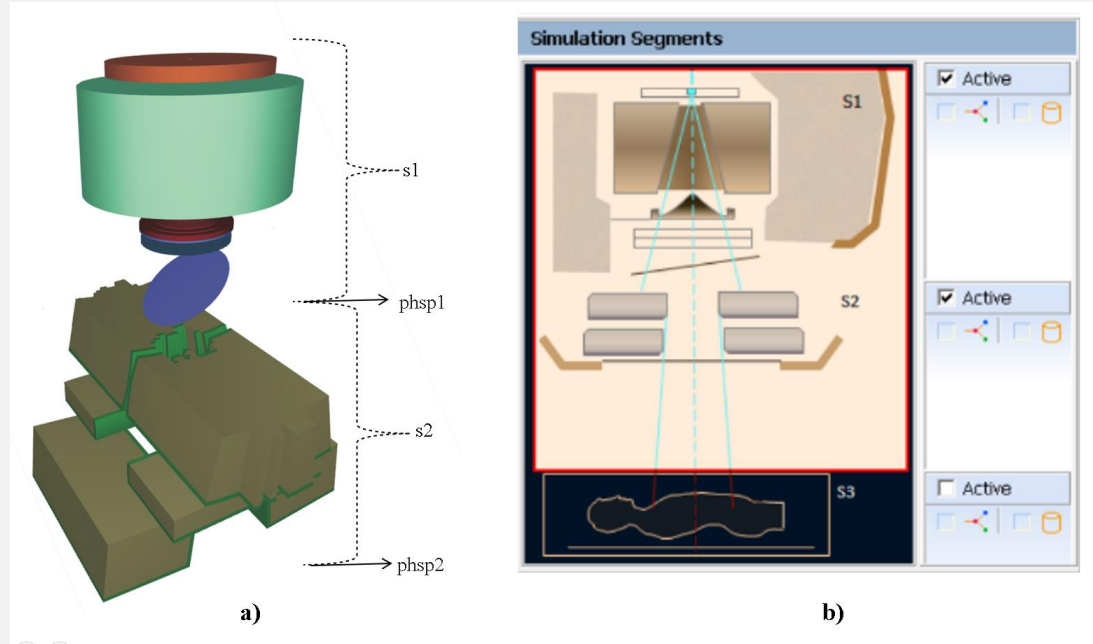 s1
phsp1
s2
phsp2
a)
Simulation Segments
S1
Active
S2
Active
S3
Active
b)